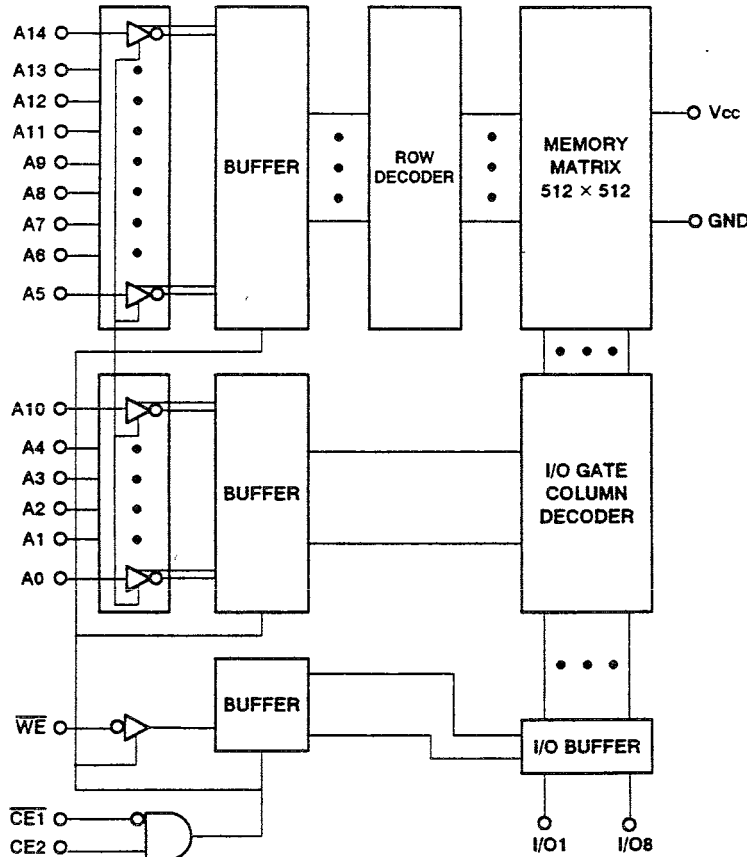 A14
A13
A12
A11
A9
A8
A7
A6
A5
BUFFER
ROW
DECODER
MEMORY
MATRIX
512 × 512
Vcc
GND
A10
A4
A3
A2
A1
A0
BUFFER
I/O GATE
COLUMN
DECODER
WE
BUFFER
I/O BUFFER
CE1
CE2
I/O1
I/O8